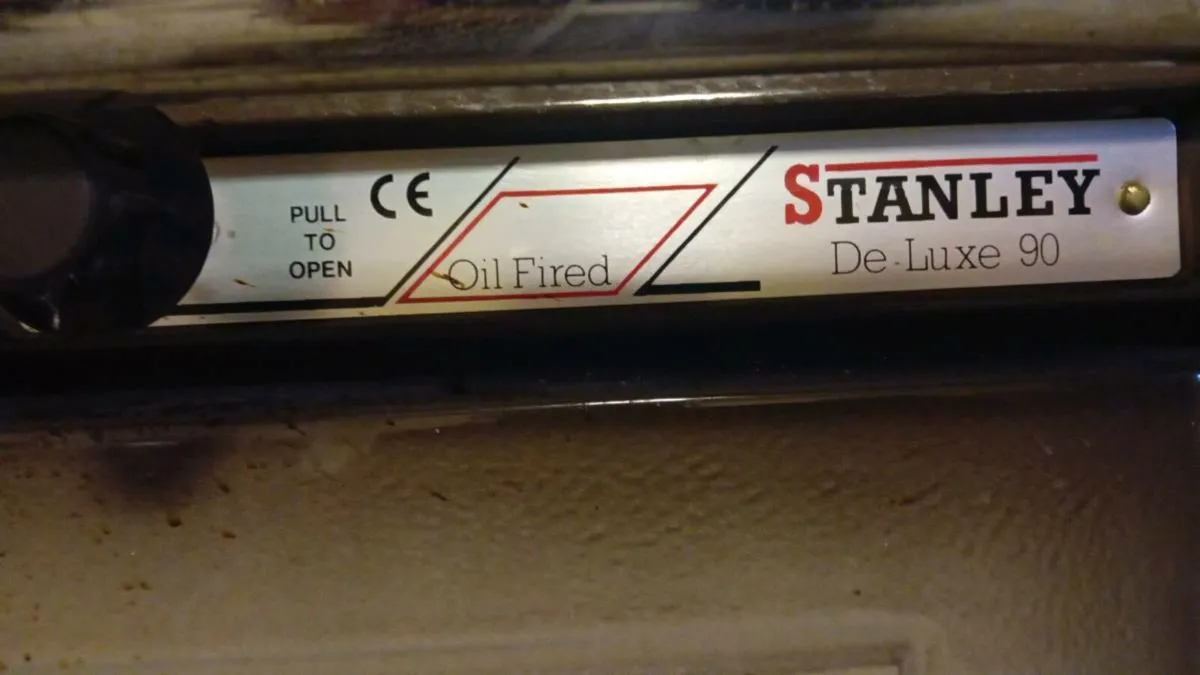 PULL
TO
OPEN
CE
Oil Fired
STANLEY
De-Luxe 90